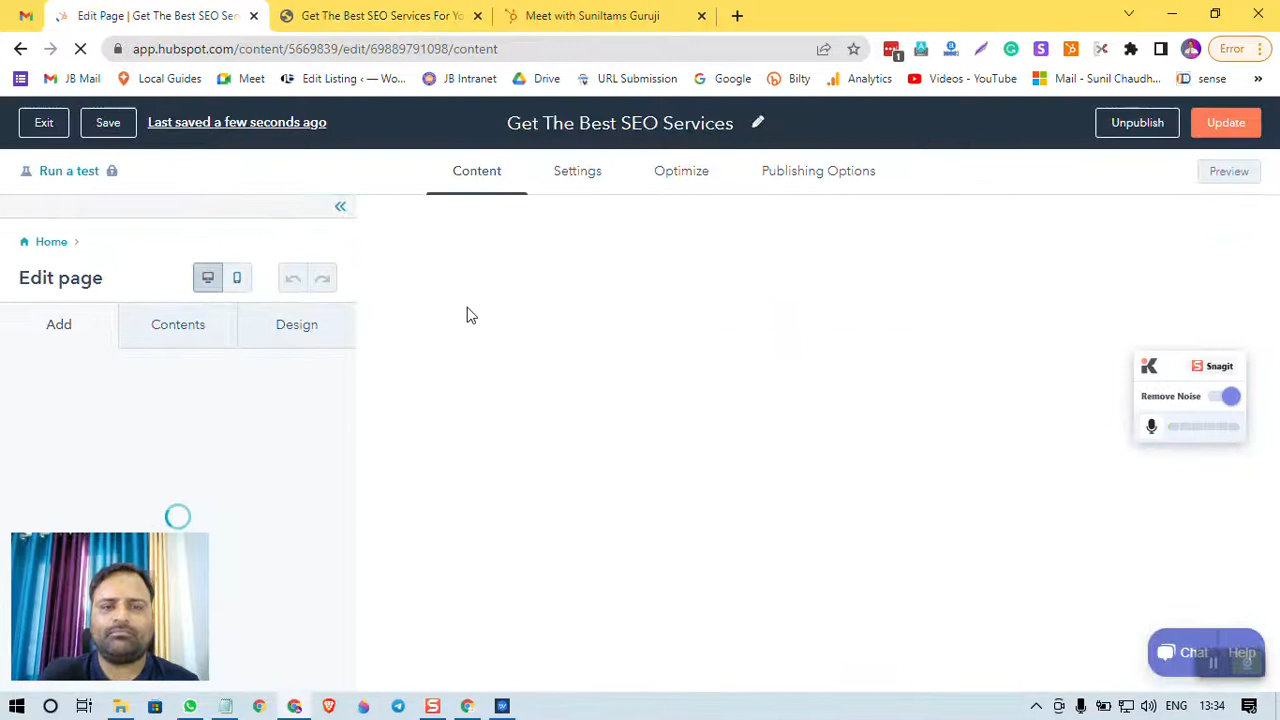 Edit Page | Get The Best SEO Ser
Get The Best SEO Services For Yo
Meet with Suniltams Guruji
app.hubspot.com/content/5669839/edit/69889791098/content
1
Error
JB Mail
Local Guides
Meet
Edit Listing ‹ — Wo...
JB Intranet
Drive
URL Submission
Google
Bilty
Analytics
Videos - YouTube
Mail - Sunil Chaudh...
sense
»
Exit
Save
Last saved a few seconds ago
Get The Best SEO Services
Unpublish
Update
Run a test
Content
Settings
Optimize
Publishing Options
Preview
Home
Edit page
Add
Contents
Design
Snagit
Remove Noise
Chat
Help
ENG
13:34